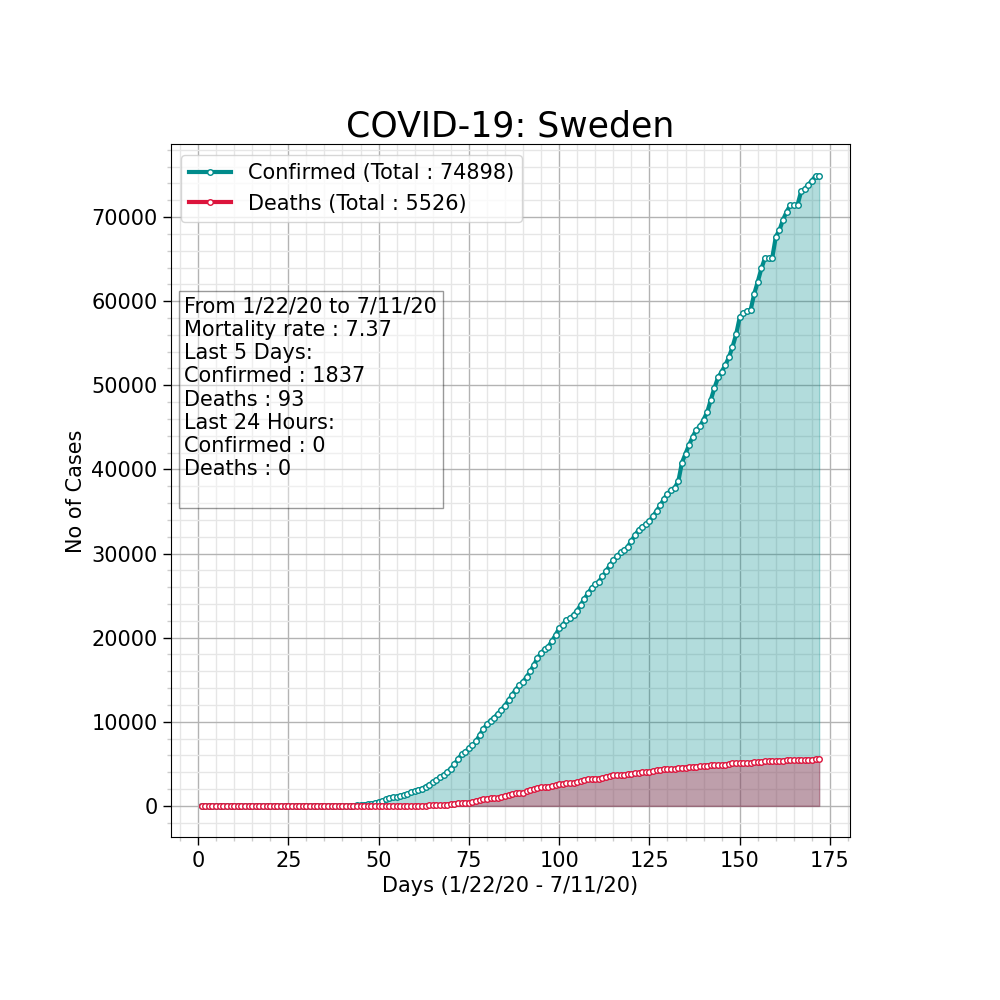 COVID-19: Sweden
Confirmed (Total : 74898)
Deaths (Total : 5526)
From 1/22/20 to 7/11/20
Mortality rate : 7.37
Last 5 Days:
Confirmed : 1837
Deaths : 93
Last 24 Hours:
Confirmed : 0
Deaths : 0
No of Cases
70000
60000
50000
40000
30000
20000
10000
0
0 25 50 75 100 125 150 175
Days (1/22/20 - 7/11/20)